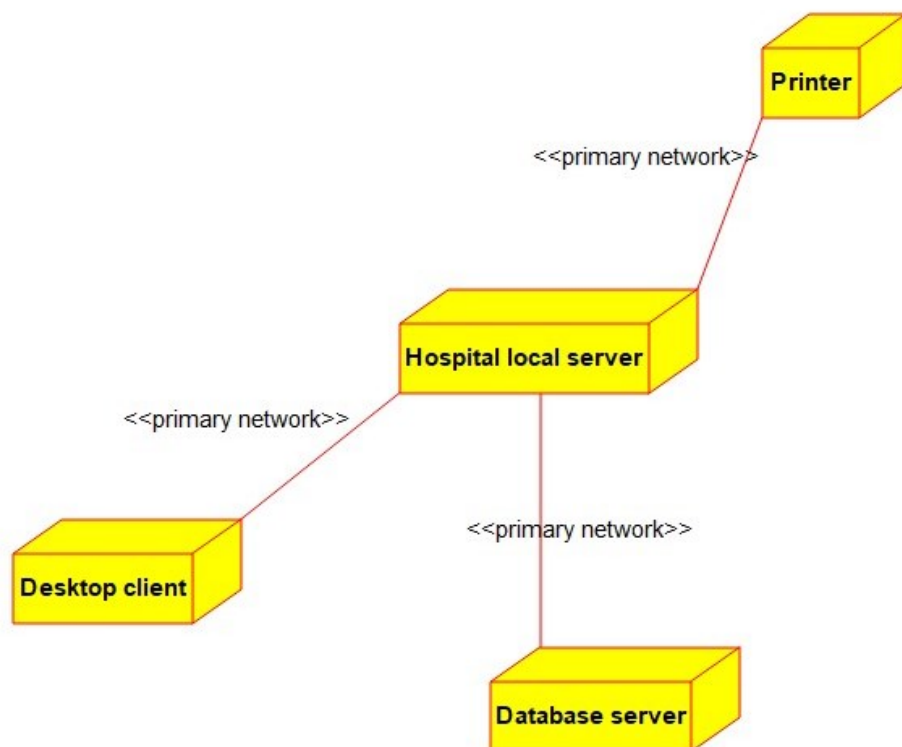 Printer
<<primary network>>
Hospital local server
<<primary network>>
<<primary network>>
Desktop client
Database server